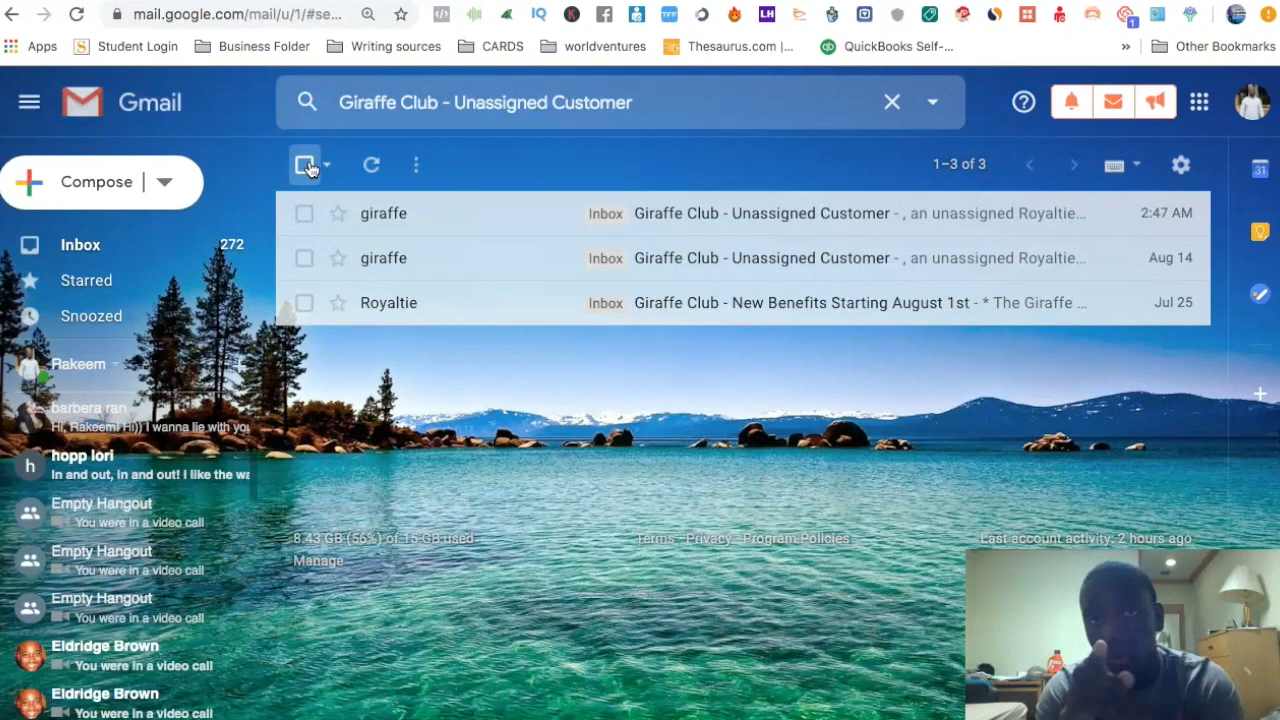 mail.google.com/mail/u/1/#se...
Apps Student Login Business Folder Writing sources CARDS worldventures Thesaurus.com |... QuickBooks Self-... » Other Bookmarks
Gmail Giraffe Club - Unassigned Customer
1–3 of 3
Compose
giraffe Inbox Giraffe Club - Unassigned Customer - , an unassigned Royaltie... 2:47 AM
Inbox 272
giraffe Inbox Giraffe Club - Unassigned Customer - , an unassigned Royaltie... Aug 14
Starred
Royaltie Inbox Giraffe Club - New Benefits Starting August 1st - * The Giraffe ... Jul 25
Snoozed
Rakeem
barbera ran
Hi, Rakeem! Hi)) I wanna lie with you
hopp lori
In and out, in and out! I like the wa
Empty Hangout
You were in a video call
Empty Hangout
You were in a video call
Empty Hangout
You were in a video call
Eldridge Brown
You were in a video call
Eldridge Brown
You were in a video call
8.43 GB (56%) of 15 GB used
Manage
Terms - Privacy - Program Policies
Last account activity: 2 hours ago